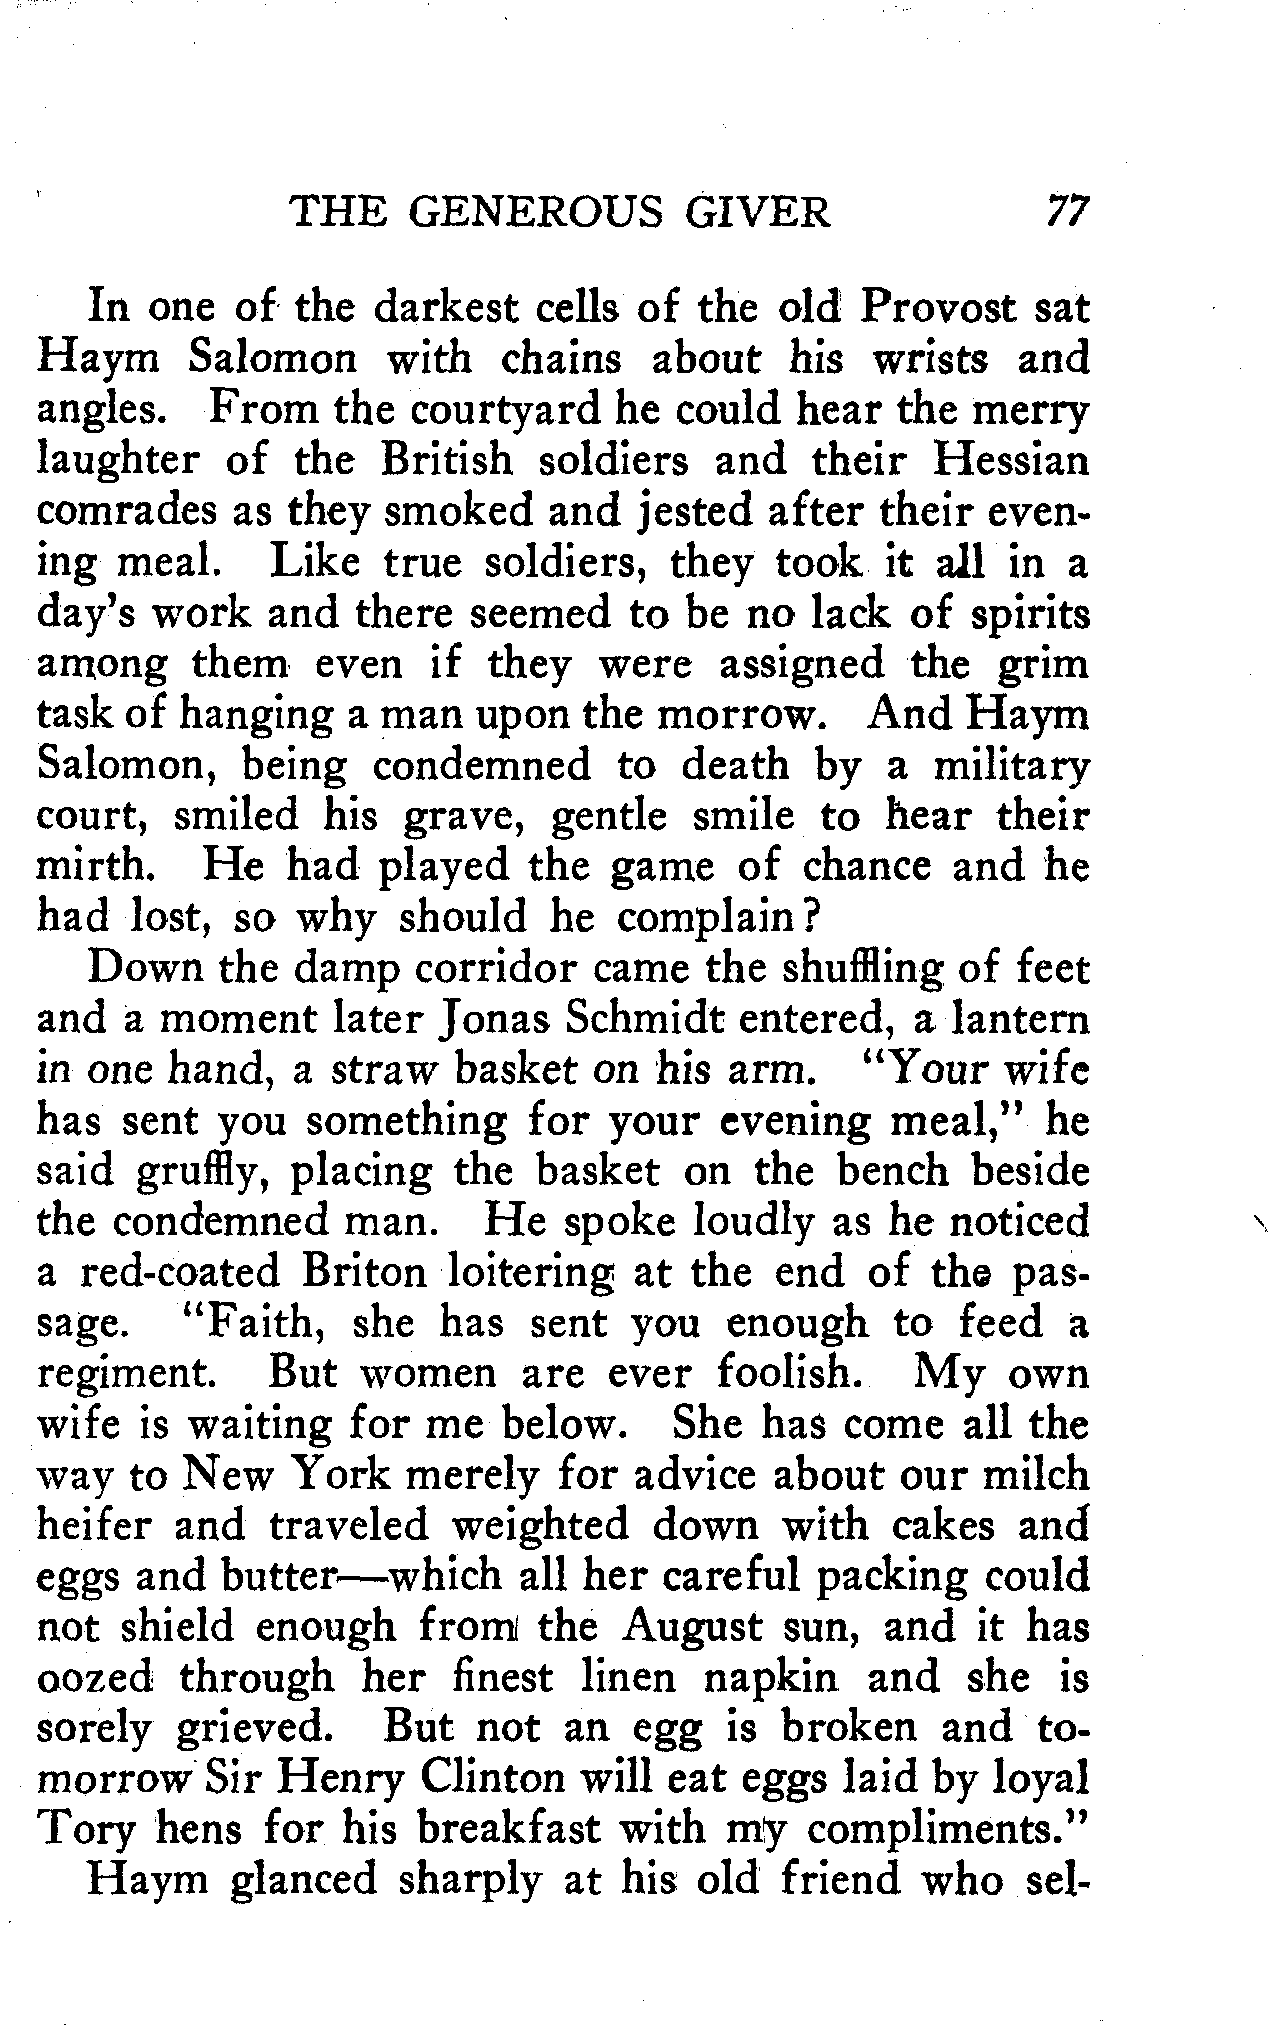 THE GENEROUS GIVER 77
In one of the darkest cells of the old Provost sat
Haym Salomon with chains about his wrists and
angles. From the courtyard he could hear the merry
laughter of the British soldiers and their Hessian
comrades as they smoked and jested after their even-
ing meal. Like true soldiers, they took it all in a
day's work and there seemed to be no lack of spirits
among them even if they were assigned the grim
task of hanging a man upon the morrow. And Haym
Salomon, being condemned to death by a military
court, smiled his grave, gentle smile to hear their
mirth. He had played the game of chance and he
had lost, so why should he complain?
Down the damp corridor came the shuffling of feet
and a moment later Jonas Schmidt entered, a lantern
in one hand, a straw basket on his arm. "Your wife
has sent you something for your evening meal," he
said gruffly, placing the basket on the bench beside
the condemned man. He spoke loudly as he noticed
a red-coated Briton loitering at the end of the pas-
sage. "Faith, she has sent you enough to feed a
regiment. But women are ever foolish. My own
wife is waiting for me below. She has come all the
way to New York merely for advice about our milch
heifer and traveled weighted down with cakes and
eggs and butter—which all her careful packing could
not shield enough from the August sun, and it has
oozed through her finest linen napkin and she is
sorely grieved. But not an egg is broken and to-
morrow Sir Henry Clinton will eat eggs laid by loyal
Tory hens for his breakfast with my compliments."
Haym glanced sharply at his old friend who sel-